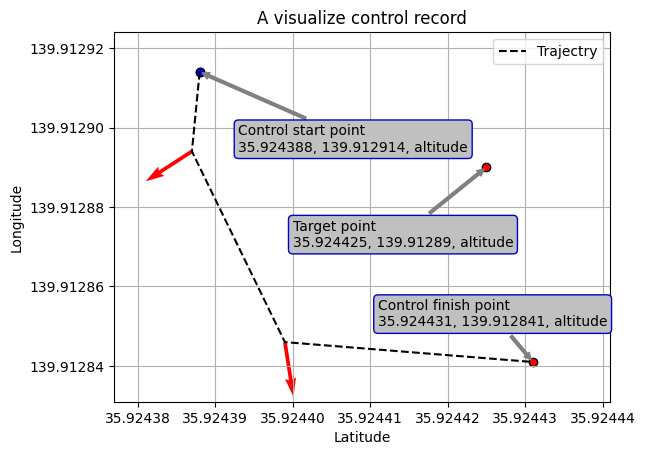 A visualize control record
139.91292
139.91290
139.91288
139.91286
139.91284
Longitude
Trajectry
Control start point
35.924388, 139.912914, altitude
Target point
35.924425, 139.91289, altitude
Control finish point
35.924431, 139.912841, altitude
35.92438 35.92439 35.92440 35.92441 35.92442 35.92443 35.92444
Latitude